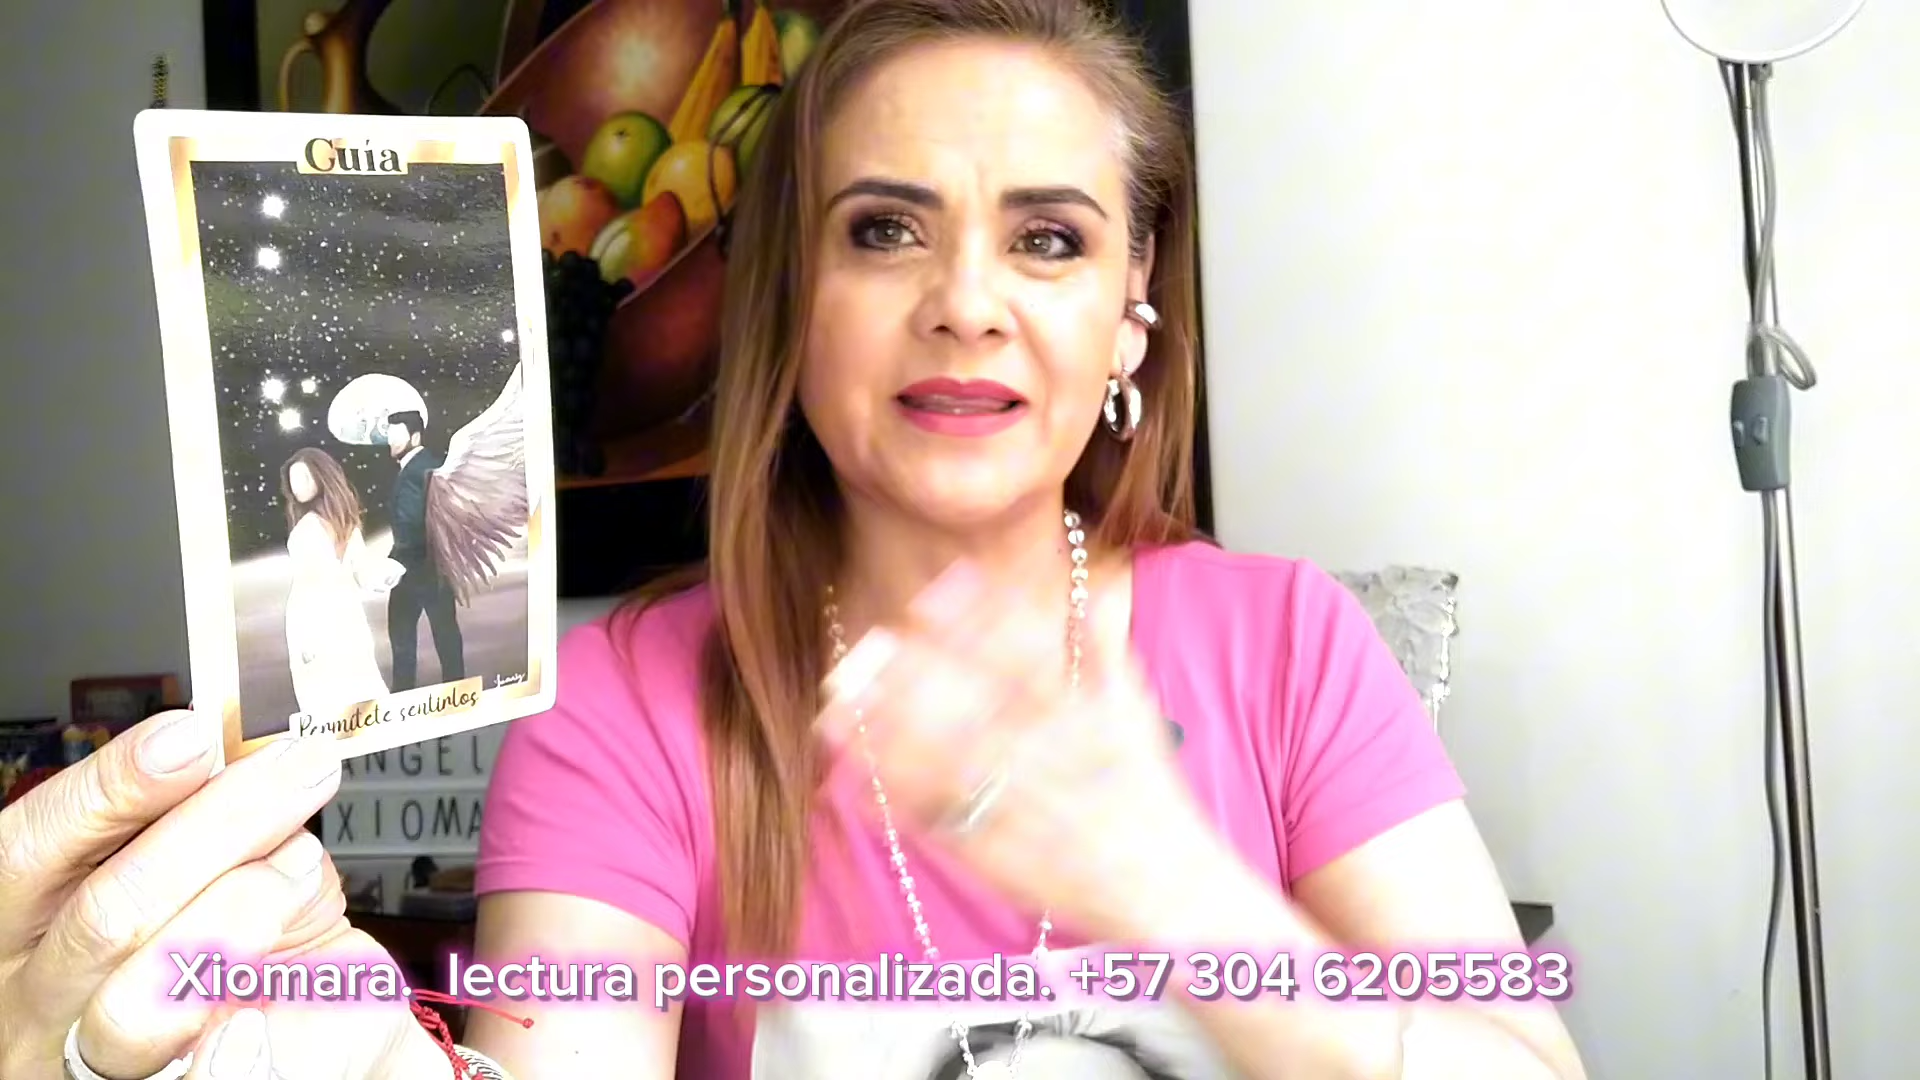 Guía
Permítete sentirlos
ANGEL
XIOMA
Xiomara. lectura personalizada. +57 304 6205583